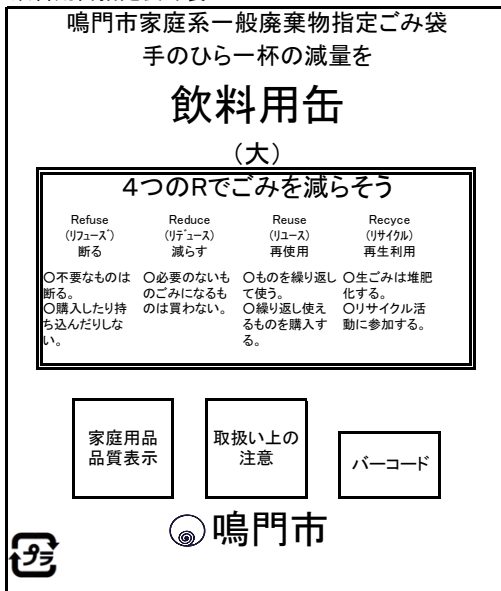 鳴門市家庭系一般廃棄物指定ごみ袋
手のひら一杯の減量を
飲料用缶
（大）
４つのRでごみを減らそう
Refuse
(リフューズ)
断る
Reduce
(リデュース)
減らす
Reuse
(リユース)
再使用
Recyce
(リサイクル)
再生利用
○不要なものは
断る。
○購入したり持
ち込んだりしな
い。
○必要のないも
のごみになるも
のは買わない。
○ものを繰り返し
て使う。
○繰り返し使え
るものを購入す
る。
○生ごみは堆肥
化する。
○リサイクル活
動に参加する。
家庭用品
品質表示
取扱い上の
注意
バーコード
鳴門市
プラ